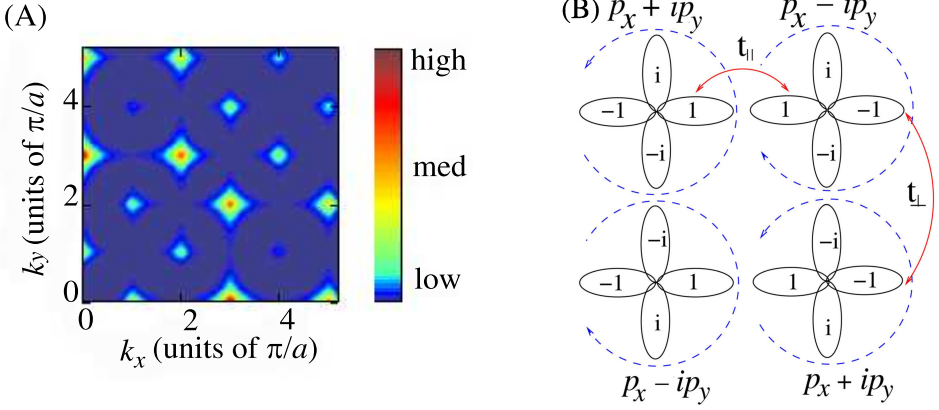 (A)
high
med
low
4
2
0
0
2
4
k_y (units of π/a)
k_x (units of π/a)
(B)
p_x + ip_y
p_x − ip_y
t_||
i
−1
1
−i
i
1
−1
−i
t_⊥
−i
−1
1
i
−i
1
−1
i
p_x − ip_y
p_x + ip_y